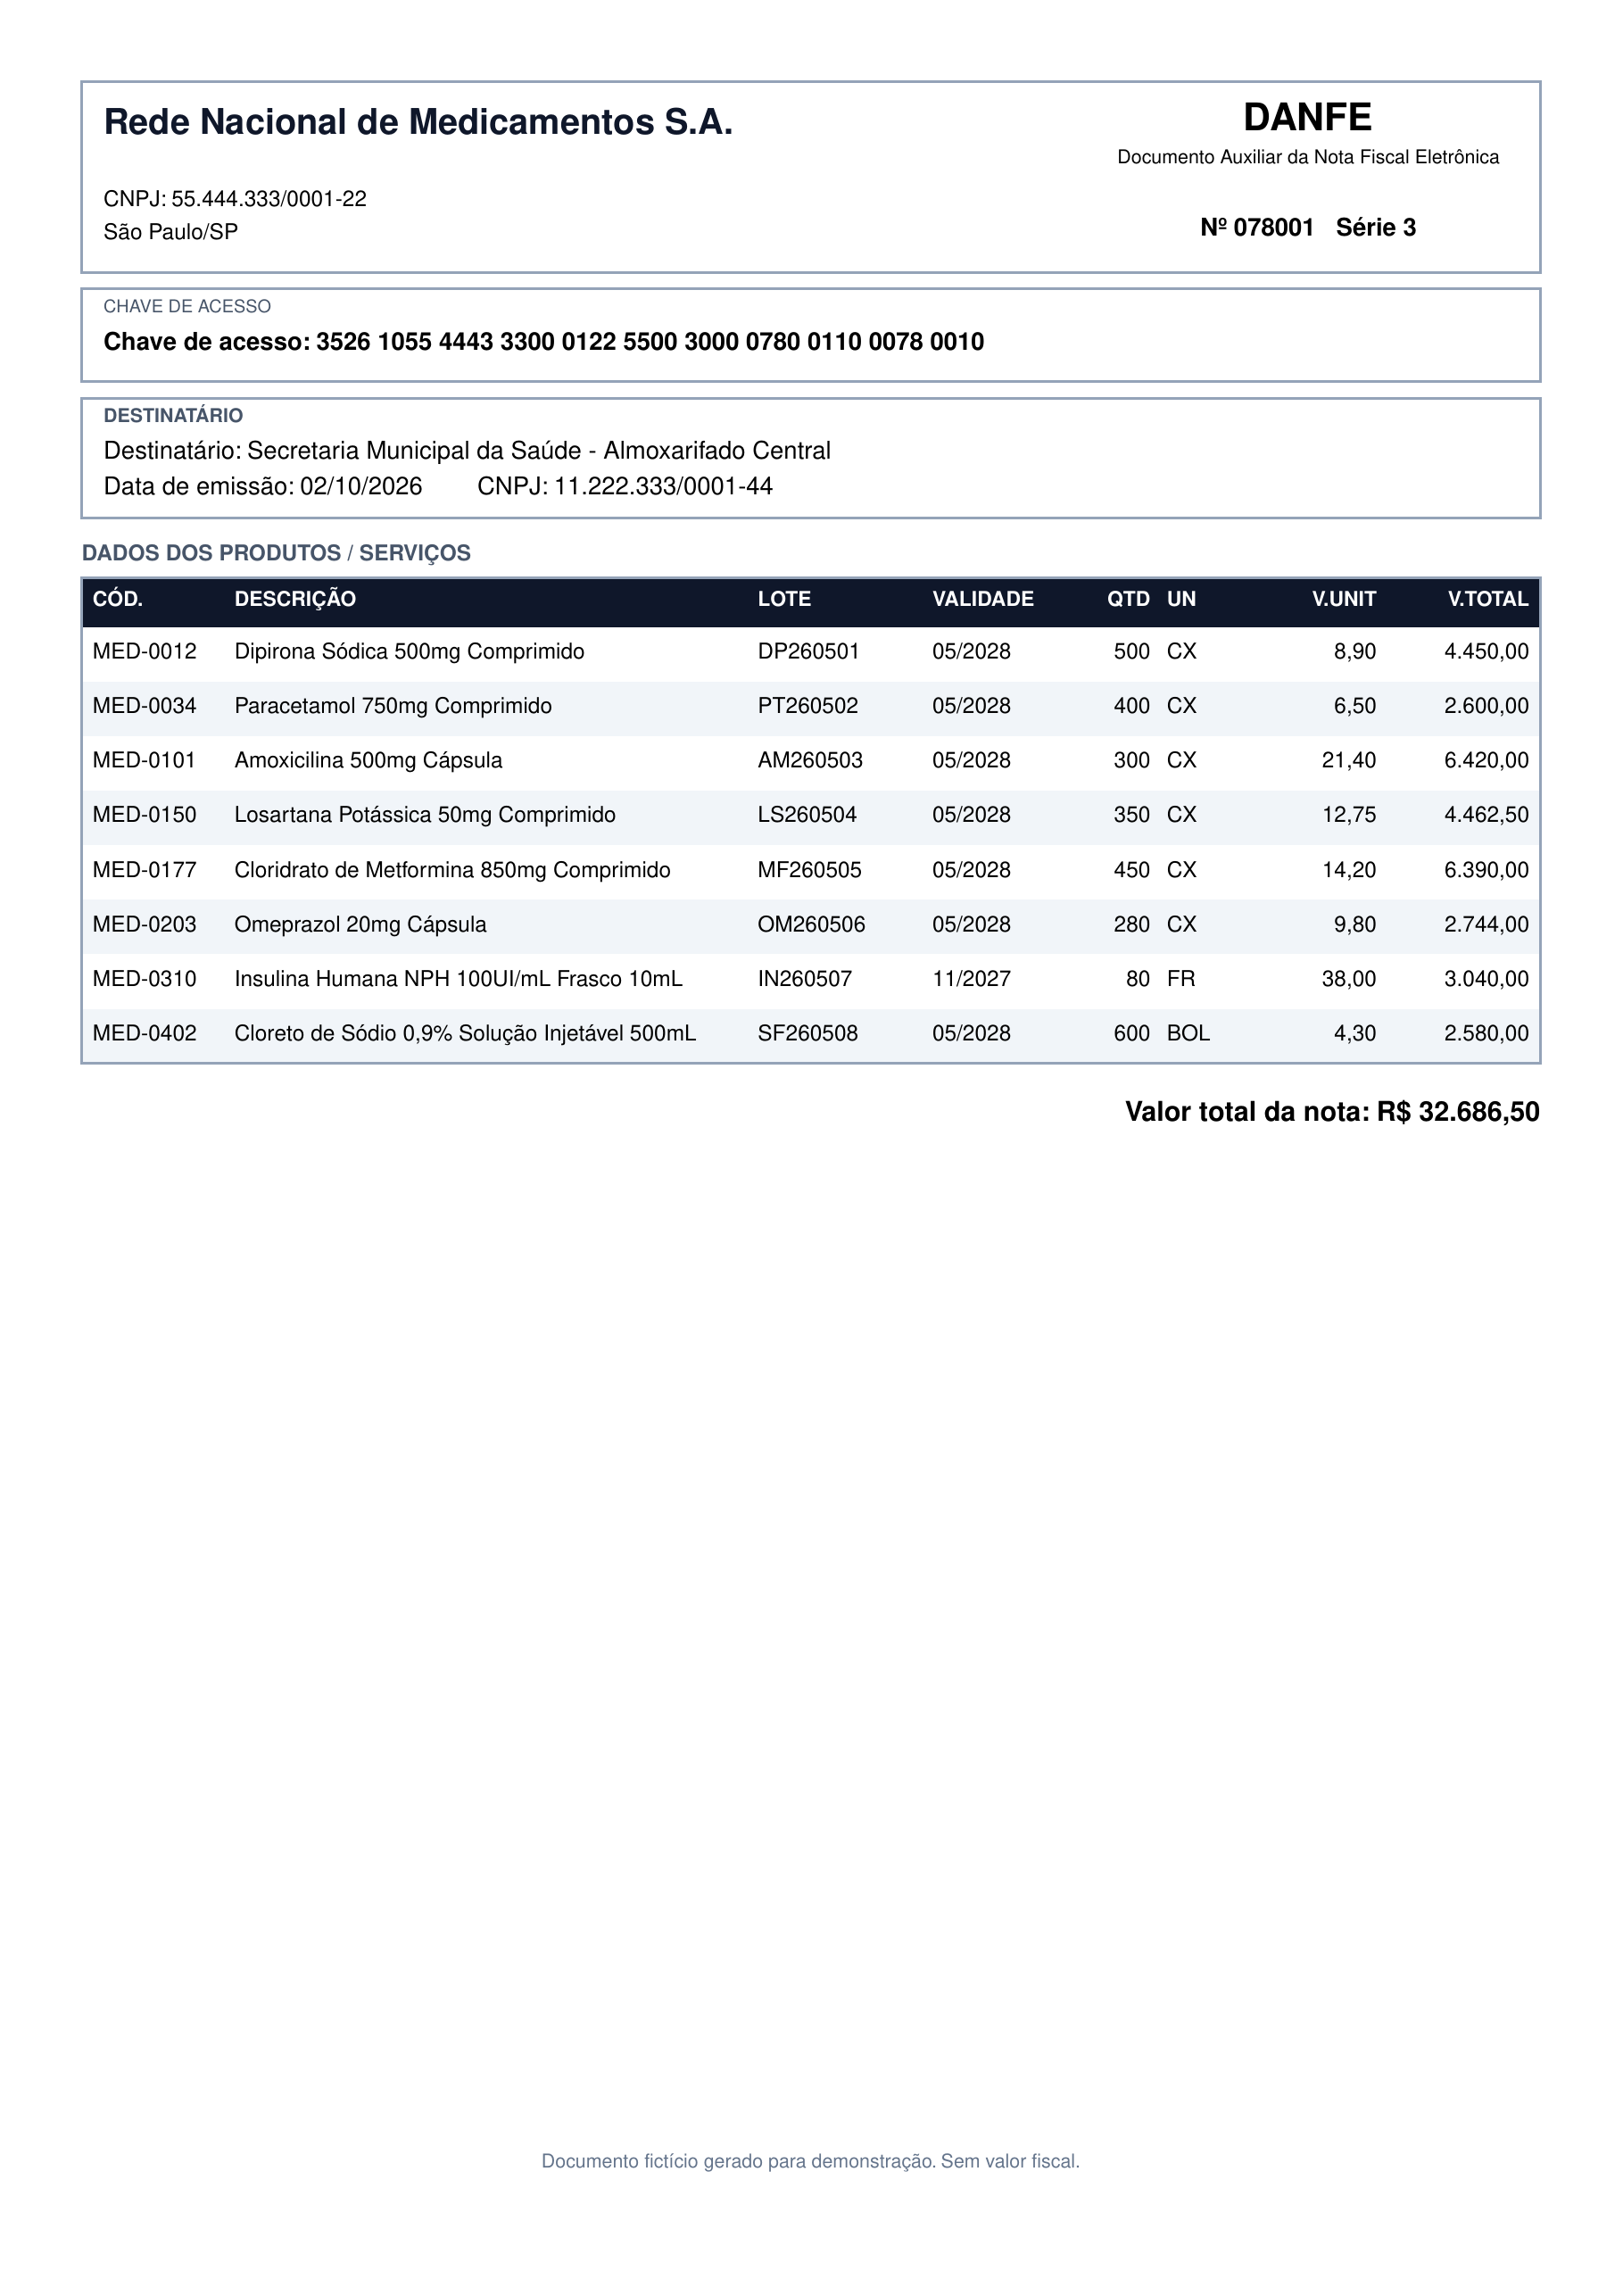 Rede Nacional de Medicamentos S.A.
CNPJ: 55.444.333/0001-22
São Paulo/SP
DANFE
Documento Auxiliar da Nota Fiscal Eletrônica
Nº 078001 Série 3
CHAVE DE ACESSO
Chave de acesso: 3526 1055 4443 3300 0122 5500 3000 0780 0110 0078 0010
DESTINATÁRIO
Destinatário: Secretaria Municipal da Saúde - Almoxarifado Central
Data de emissão: 02/10/2026 CNPJ: 11.222.333/0001-44
DADOS DOS PRODUTOS / SERVIÇOS
CÓD. DESCRIÇÃO LOTE VALIDADE QTD UN V.UNIT V.TOTAL
MED-0012 Dipirona Sódica 500mg Comprimido DP260501 05/2028 500 CX 8,90 4.450,00
MED-0034 Paracetamol 750mg Comprimido PT260502 05/2028 400 CX 6,50 2.600,00
MED-0101 Amoxicilina 500mg Cápsula AM260503 05/2028 300 CX 21,40 6.420,00
MED-0150 Losartana Potássica 50mg Comprimido LS260504 05/2028 350 CX 12,75 4.462,50
MED-0177 Cloridrato de Metformina 850mg Comprimido MF260505 05/2028 450 CX 14,20 6.390,00
MED-0203 Omeprazol 20mg Cápsula OM260506 05/2028 280 CX 9,80 2.744,00
MED-0310 Insulina Humana NPH 100UI/mL Frasco 10mL IN260507 11/2027 80 FR 38,00 3.040,00
MED-0402 Cloreto de Sódio 0,9% Solução Injetável 500mL SF260508 05/2028 600 BOL 4,30 2.580,00
Valor total da nota: R$ 32.686,50
Documento fictício gerado para demonstração. Sem valor fiscal.